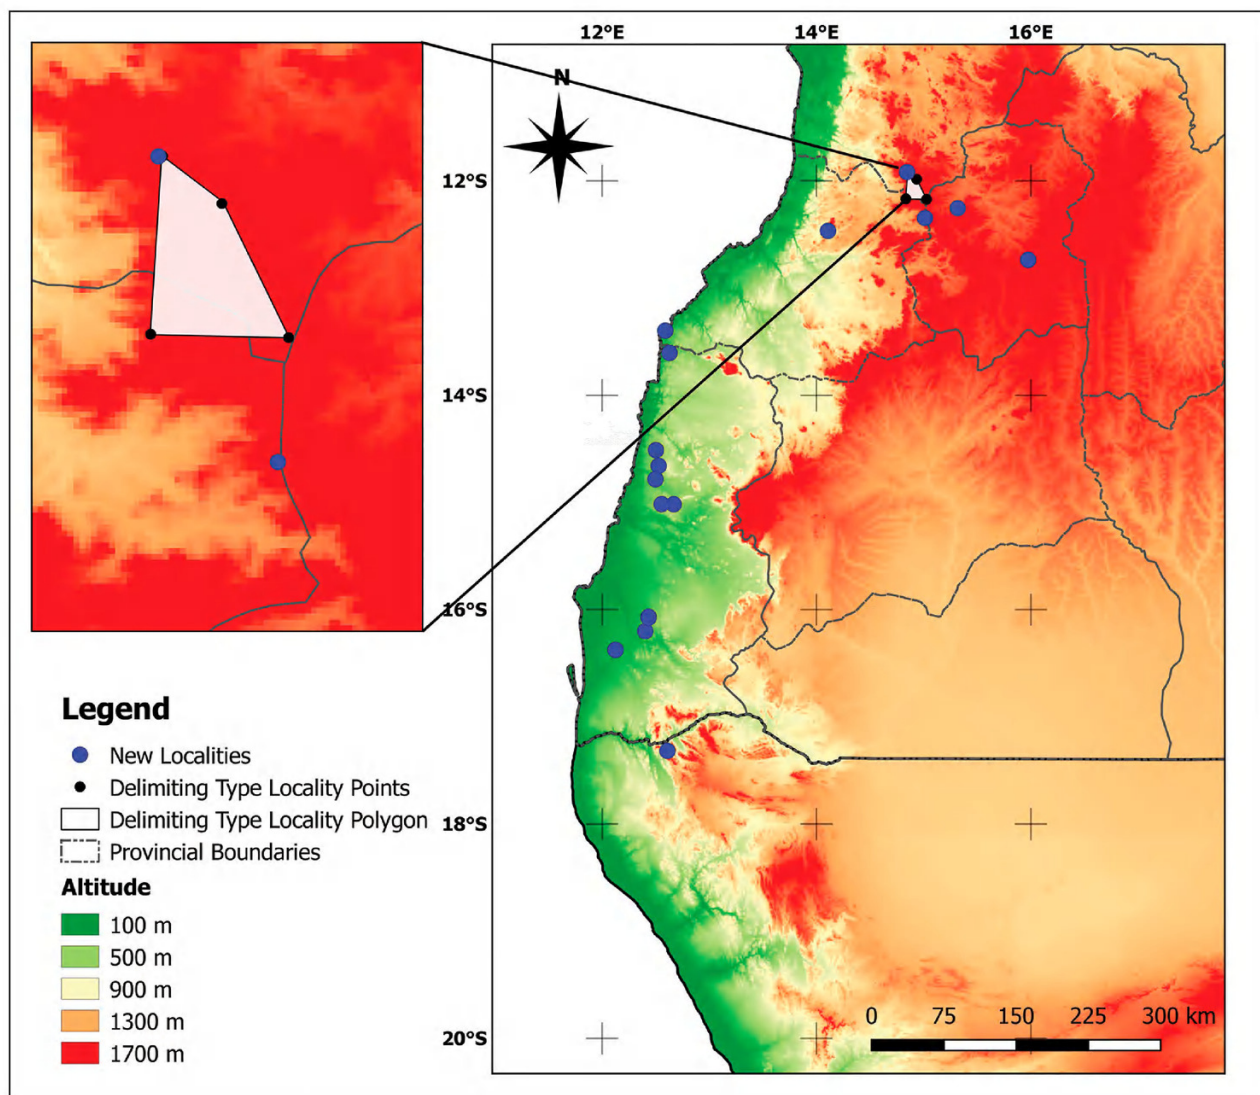 12°E 14°E 16°E
N
12°S
14°S
16°S
18°S
20°S
Legend
New Localities
Delimiting Type Locality Points
Delimiting Type Locality Polygon
Provincial Boundaries
Altitude
100 m
500 m
900 m
1300 m
1700 m
0 75 150 225 300 km